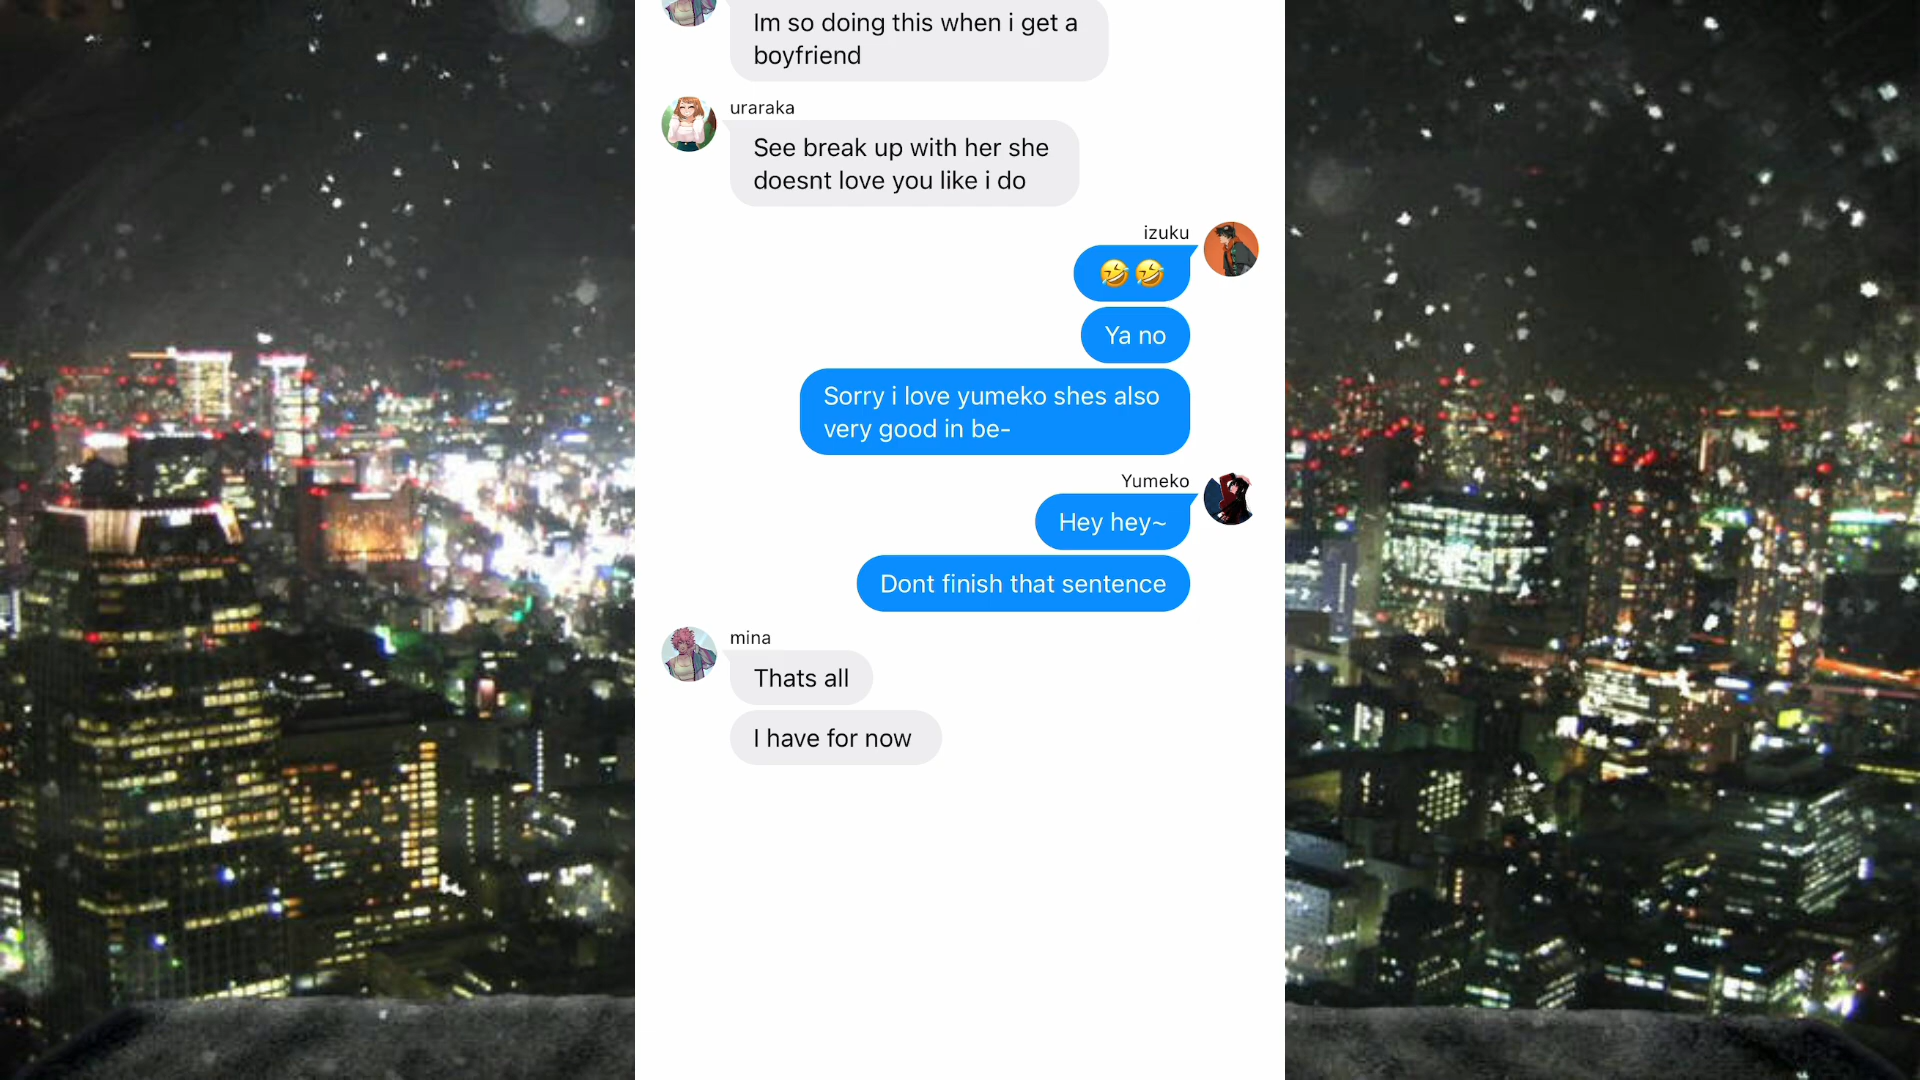 Im so doing this when i get a
boyfriend
uraraka
See break up with her she
doesnt love you like i do
izuku
🤣🤣
Ya no
Sorry i love yumeko shes also
very good in be-
Yumeko
Hey hey~
Dont finish that sentence
mina
Thats all
I have for now